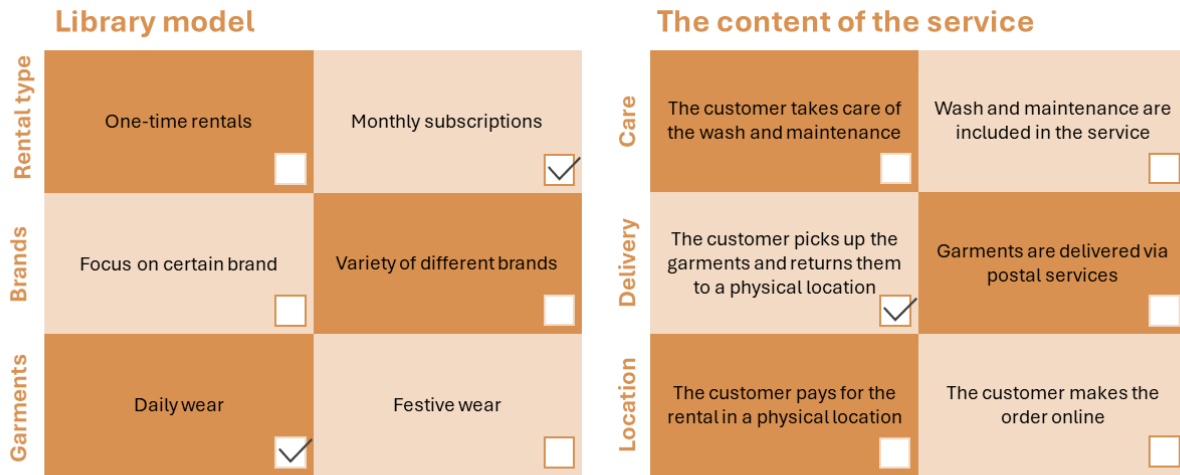 Library model
The content of the service
Rental type
One-time rentals
Monthly subscriptions
Care
The customer takes care of
the wash and maintenance
Wash and maintenance are
included in the service
Brands
Focus on certain brand
Variety of different brands
Delivery
The customer picks up the
garments and returns them
to a physical location
Garments are delivered via
postal services
Garments
Daily wear
Festive wear
Location
The customer pays for the
rental in a physical location
The customer makes the
order online